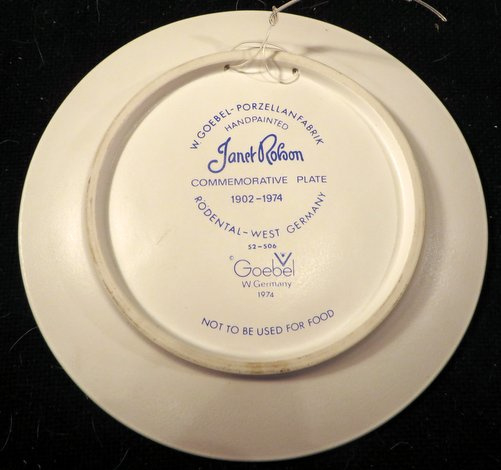 W. GOEBEL-PORZELLANFABRIK
HANDPAINTED
Janet Robson
COMMEMORATIVE PLATE
1902-1974
RÖDENTAL-WEST GERMANY
52-506
© Goebel
W Germany
1974
NOT TO BE USED FOR FOOD